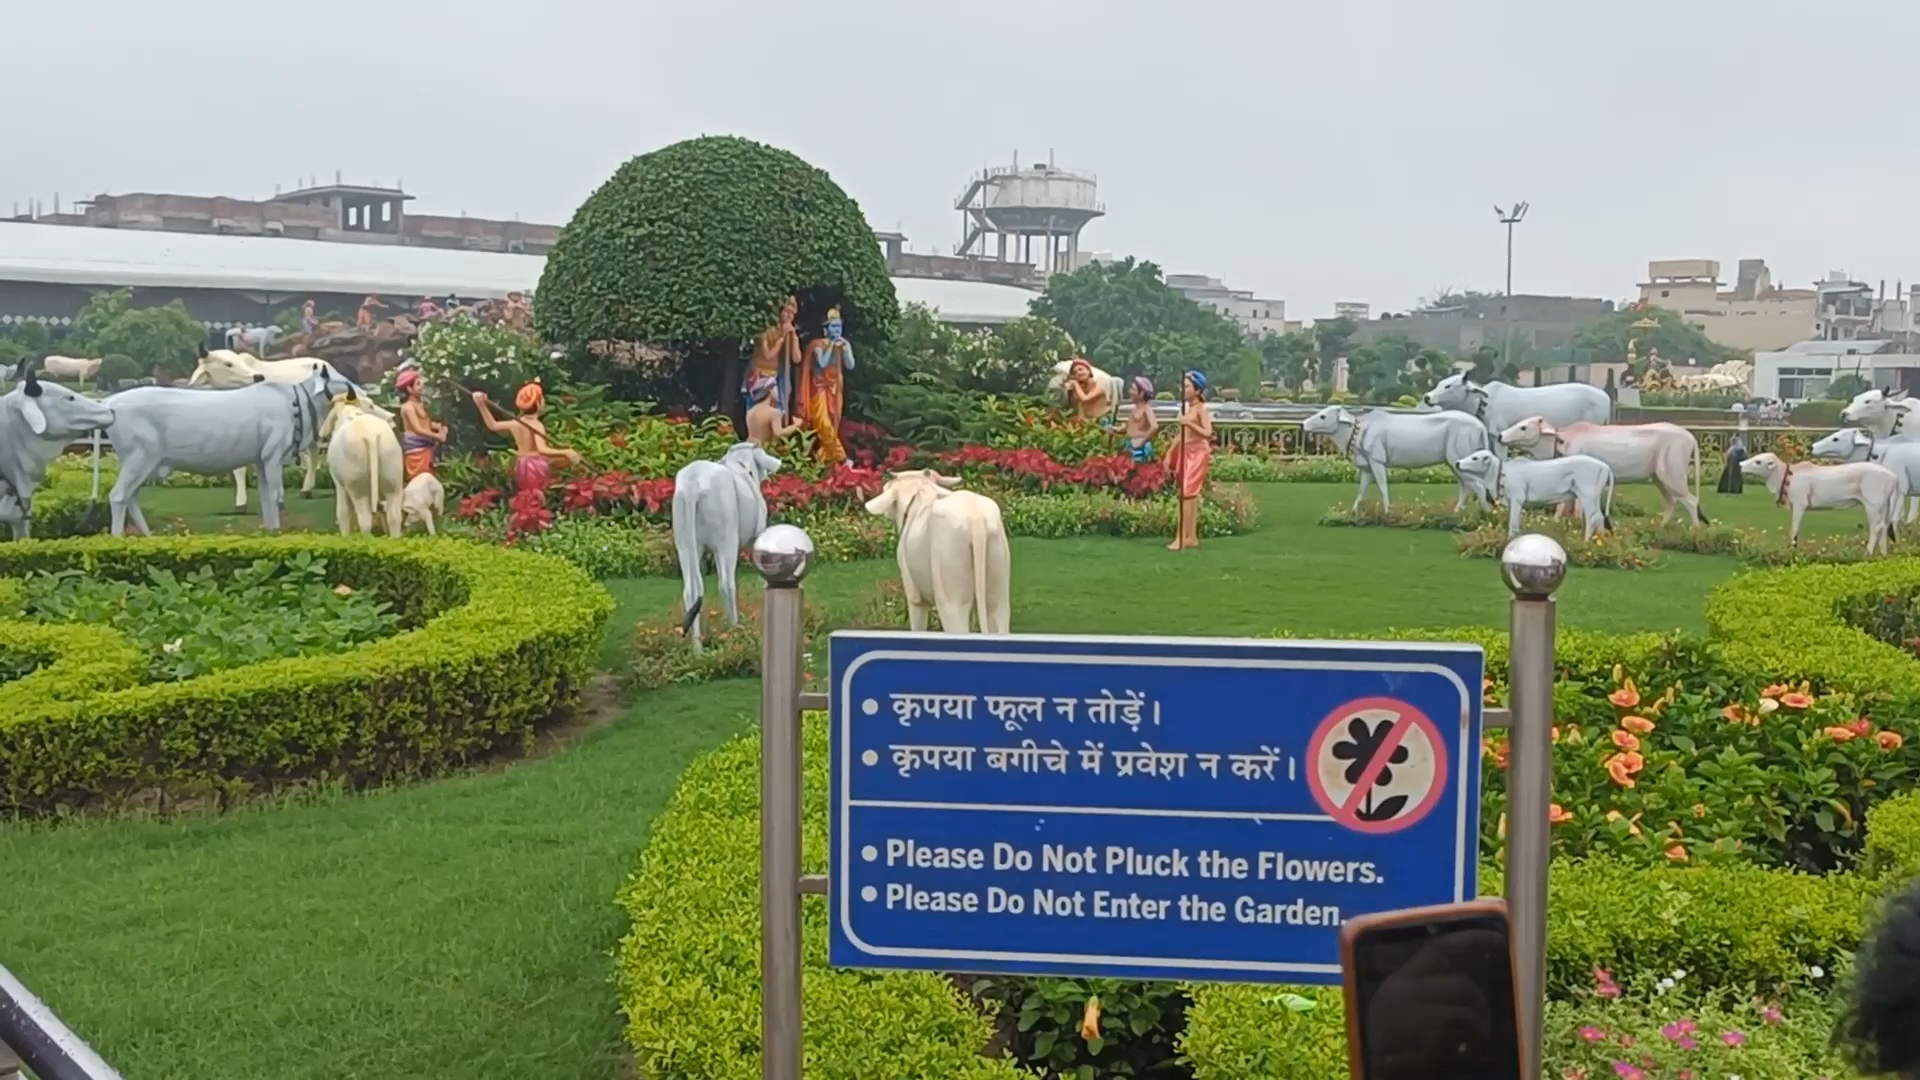 • कृपया फूल न तोड़ें।
• कृपया बगीचे में प्रवेश न करें।
• Please Do Not Pluck the Flowers.
• Please Do Not Enter the Garden.